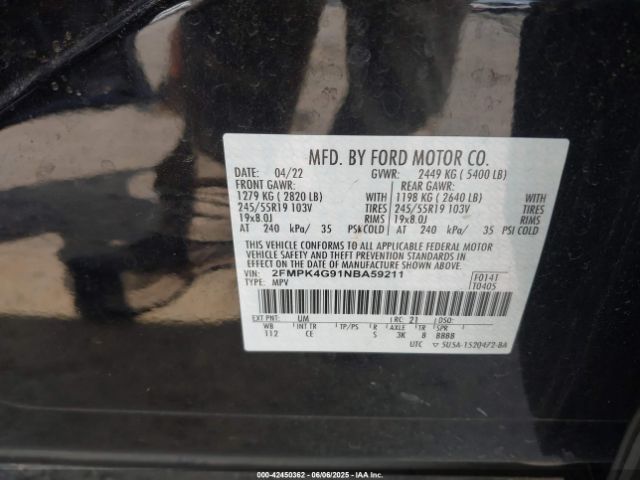 MFD. BY FORD MOTOR CO.
DATE: 04/22 GVWR: 2449 KG ( 5400 LB)
FRONT GAWR: REAR GAWR:
1279 KG ( 2820 LB) WITH 1198 KG ( 2640 LB) WITH
245/55R19 103V TIRES 245/55R19 103V TIRES
19x8.0J RIMS 19x8.0J RIMS
AT 240 kPa/ 35 PSI COLD AT 240 kPa/ 35 PSI COLD
THIS VEHICLE CONFORMS TO ALL APPLICABLE FEDERAL MOTOR
VEHICLE SAFETY AND THEFT PREVENTION STANDARDS IN EFFECT
ON THE DATE OF MANUFACTURE SHOWN ABOVE.
VIN: 2FMPK4G91NBA59211
TYPE: MPV
F0141
T0405
EXT PNT: UM RC: 21 DSO:
WB INT TR TP/PS R AXLE TR SPR
112 CE S 3K 8 BBBB
UTC ▽ 5U5A-1520472-BA
000-42450362 - 06/06/2025 - IAAI.COM